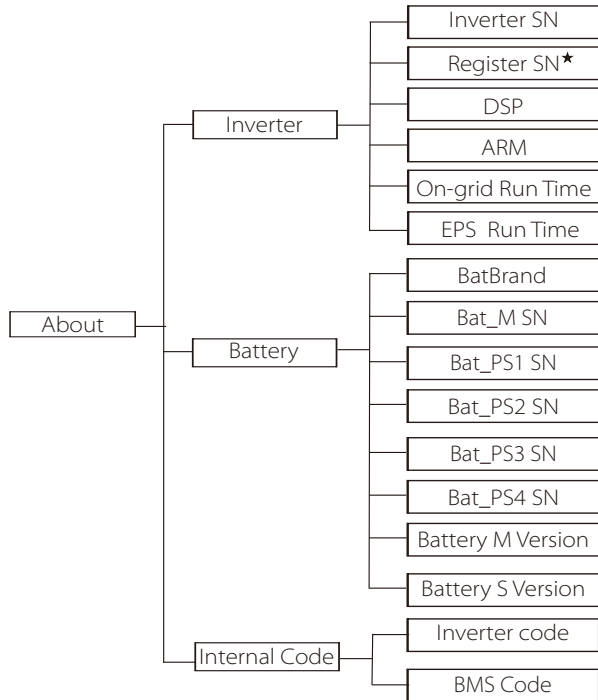 About
Inverter
Inverter SN
Register SN★
DSP
ARM
On-grid Run Time
EPS Run Time
Battery
BatBrand
Bat_M SN
Bat_PS1 SN
Bat_PS2 SN
Bat_PS3 SN
Bat_PS4 SN
Battery M Version
Battery S Version
Internal Code
Inverter code
BMS Code